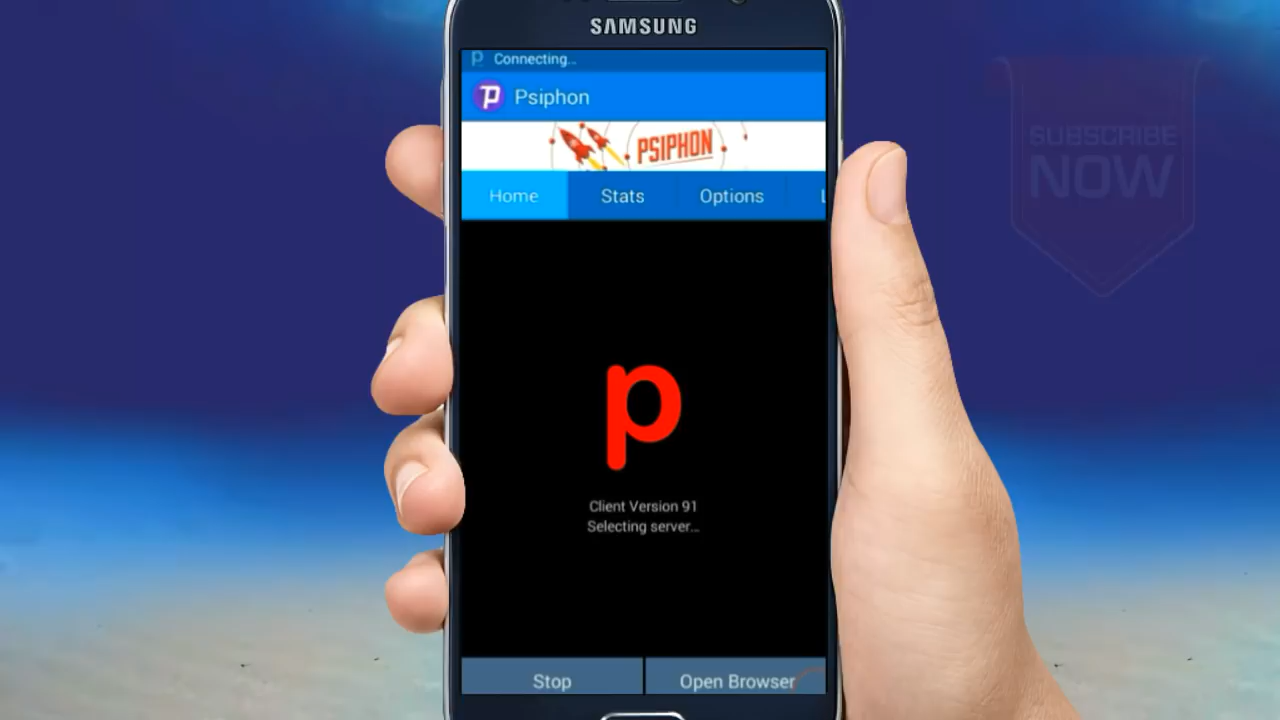 SAMSUNG
Connecting...
Psiphon
PSIPHON
Home
Stats
Options
Client Version 91
Selecting server...
Stop
Open Browser
SUBSCRIBE
NOW